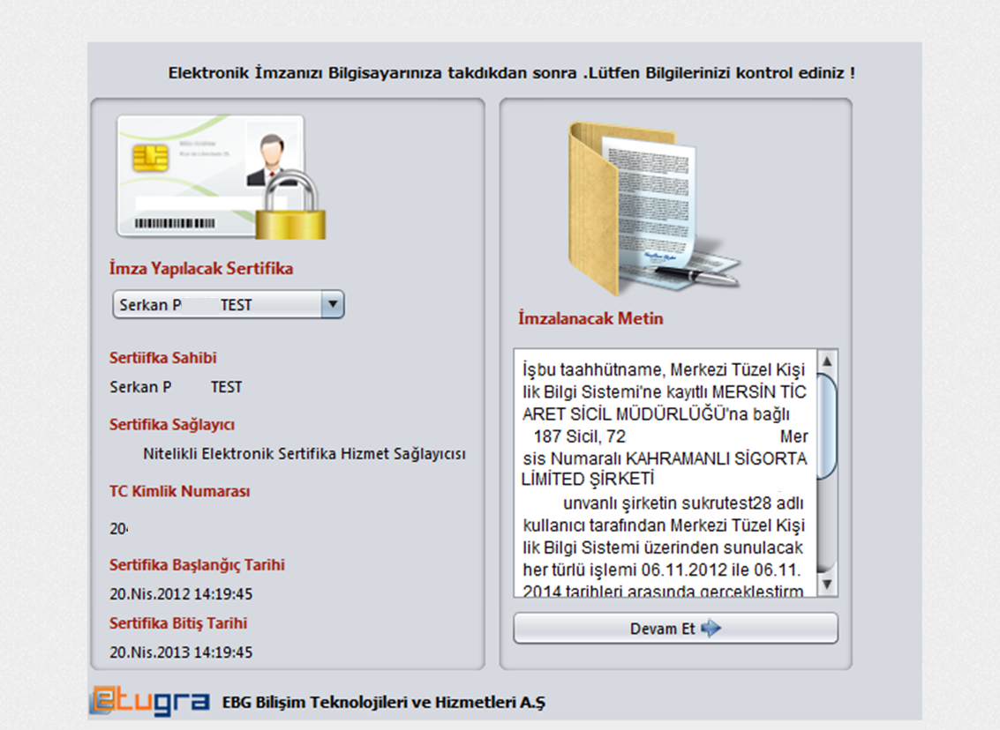 Elektronik İmzanızı Bilgisayarınıza takdıkdan sonra .Lütfen Bilgilerinizi kontrol ediniz !
İmza Yapılacak Sertifika
Serkan P TEST
Sertiifka Sahibi
Serkan P TEST
Sertifika Sağlayıcı
Nitelikli Elektronik Sertifika Hizmet Sağlayıcısı
TC Kimlik Numarası
20
Sertifika Başlanğıç Tarihi
20.Nis.2012 14:19:45
Sertifika Bitiş Tarihi
20.Nis.2013 14:19:45
İmzalanacak Metin
İşbu taahhütname, Merkezi Tüzel Kişi
lik Bilgi Sistemi'ne kayıtlı MERSİN TİC
ARET SİCİL MÜDÜRLÜĞÜ'na bağlı
187 Sicil, 72 Mer
sis Numaralı KAHRAMANLI SİGORTA
LİMİTED ŞİRKETİ
unvanlı şirketin sukrutest28 adlı
kullanıcı tarafından Merkezi Tüzel Kişi
lik Bilgi Sistemi üzerinden sunulacak
her türlü işlemi 06.11.2012 ile 06.11.
2014 tarihleri arasında gerçekleştirm
Devam Et
etugra EBG Bilişim Teknolojileri ve Hizmetleri A.Ş